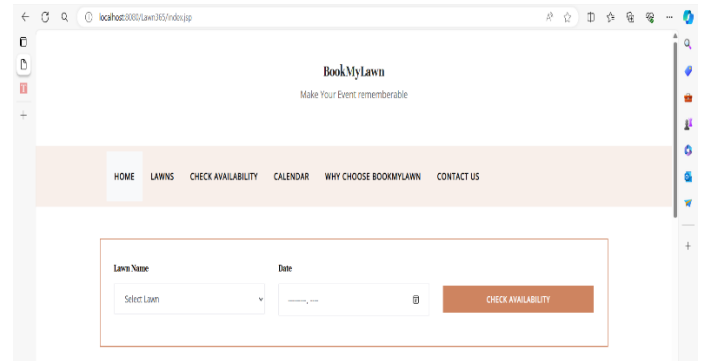 localhost:8080/Lawn365/index.jsp
BookMyLawn
Make Your Event rememberable
HOME LAWNS CHECK AVAILABILITY CALENDAR WHY CHOOSE BOOKMYLAWN CONTACT US
Lawn Name Date
Select Lawn --------, ---- CHECK AVAILABILITY